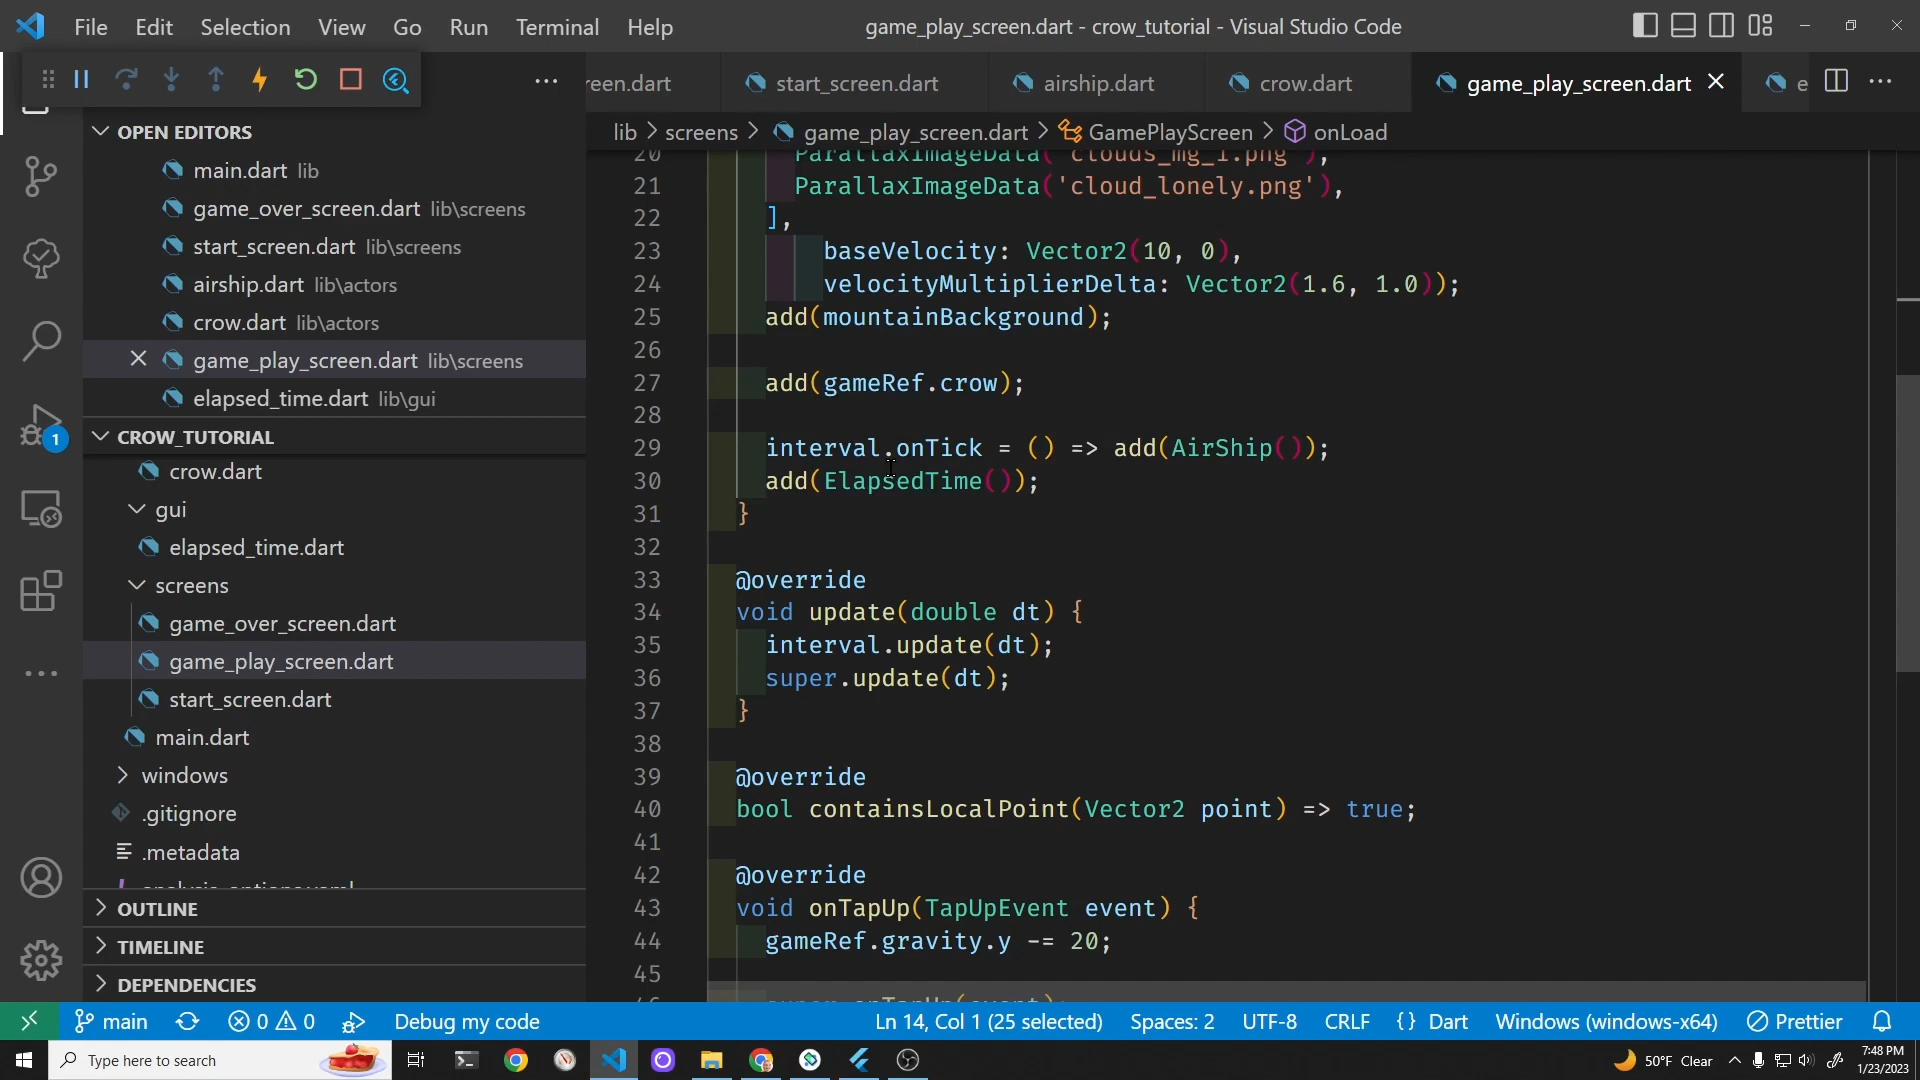 File Edit Selection View Go Run Terminal Help
game_play_screen.dart - crow_tutorial - Visual Studio Code
reen.dart
start_screen.dart
airship.dart
crow.dart
game_play_screen.dart
e
lib > screens > game_play_screen.dart > GamePlayScreen > onLoad
OPEN EDITORS
main.dart lib
game_over_screen.dart lib\screens
start_screen.dart lib\screens
airship.dart lib\actors
crow.dart lib\actors
game_play_screen.dart lib\screens
elapsed_time.dart lib\gui
1
CROW_TUTORIAL
crow.dart
gui
elapsed_time.dart
screens
game_over_screen.dart
game_play_screen.dart
start_screen.dart
main.dart
windows
.gitignore
.metadata
OUTLINE
TIMELINE
DEPENDENCIES
20 ParallaxImageData('clouds_mg_1.png'),
21 ParallaxImageData('cloud_lonely.png'),
22 ],
23 baseVelocity: Vector2(10, 0),
24 velocityMultiplierDelta: Vector2(1.6, 1.0));
25 add(mountainBackground);
26
27 add(gameRef.crow);
28
29 interval.onTick = () => add(AirShip());
30 add(ElapsedTime());
31 }
32
33 @override
34 void update(double dt) {
35 interval.update(dt);
36 super.update(dt);
37 }
38
39 @override
40 bool containsLocalPoint(Vector2 point) => true;
41
42 @override
43 void onTapUp(TapUpEvent event) {
44 gameRef.gravity.y -= 20;
45
main
0 0
Debug my code
Ln 14, Col 1 (25 selected)
Spaces: 2
UTF-8
CRLF
{} Dart
Windows (windows-x64)
Prettier
Type here to search
50°F Clear
7:48 PM
1/23/2023